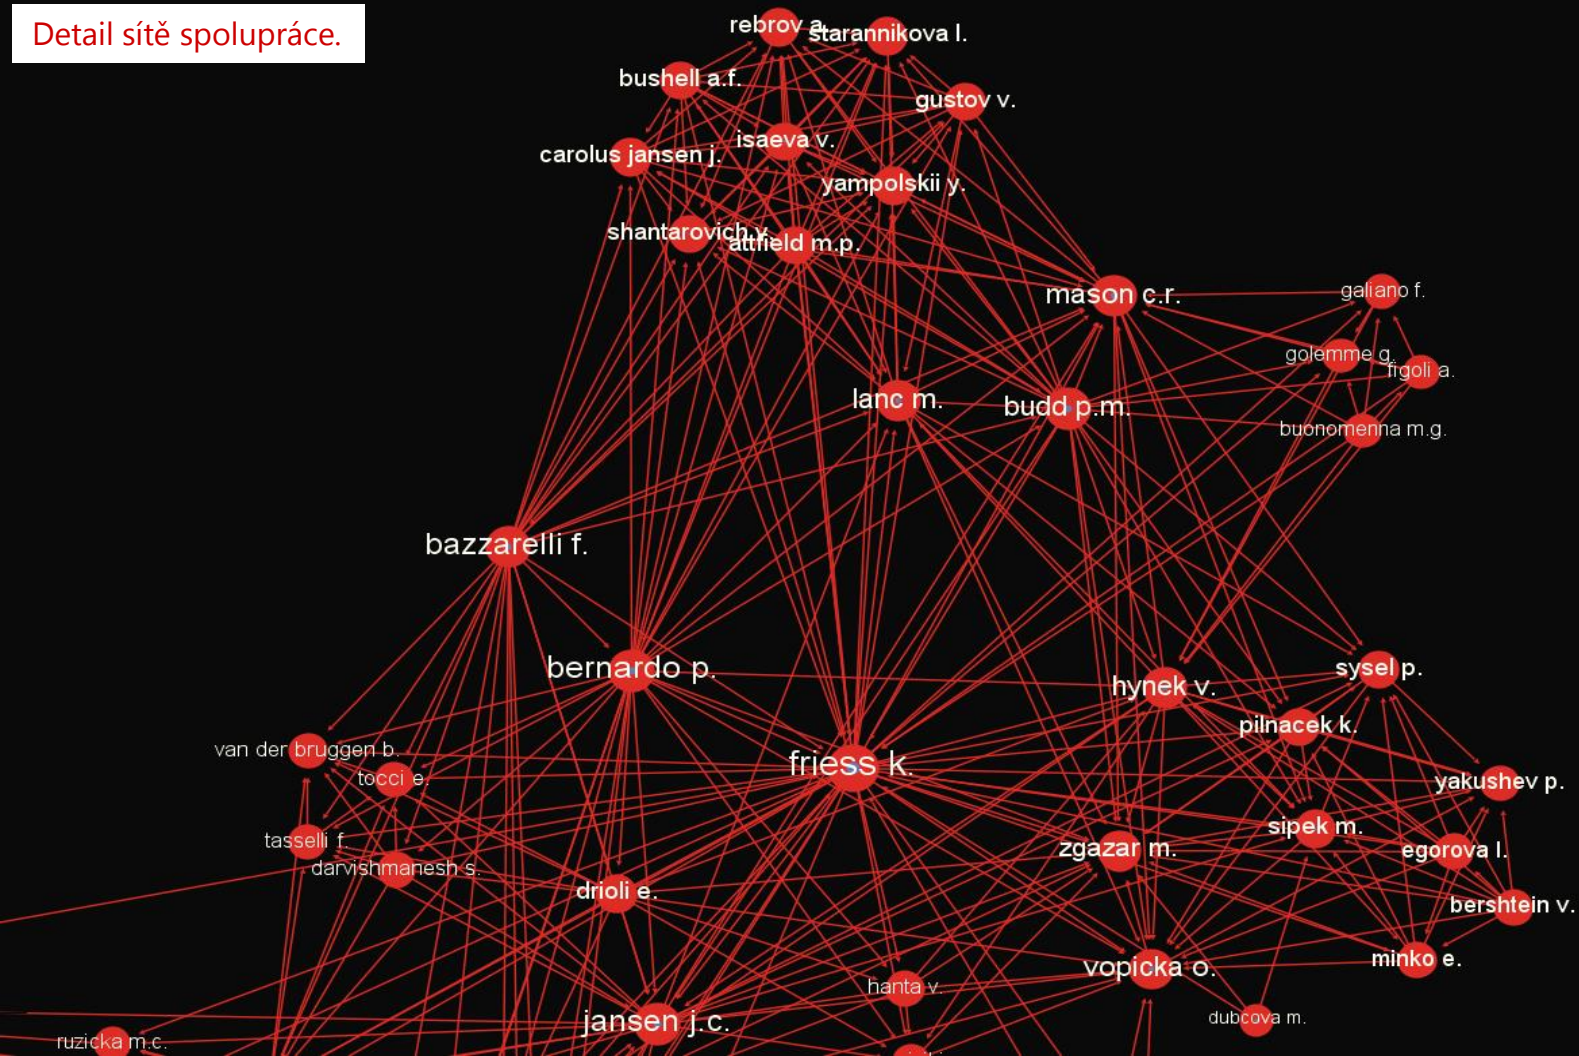 Detail sítě spolupráce.
rebrov a.
starannikova l.
bushell a.f.
gustov v.
isaeva v.
carolus jansen j.
yampolskii y.
shantarovich v.
attfield m.p.
mason c.r.
galiano f.
golemme g.
figoli a.
lanc m.
budd p.m.
buonomenna m.g.
bazzarelli f.
bernardo p.
sysel p.
hynek v.
pilnacek k.
van der bruggen b.
friess k.
tocci e.
yakushev p.
sipek m.
tasselli f.
zgazar m.
egorova l.
darvishmanesh s.
drioli e.
bershtein v.
minko e.
vopicka o.
hanta v.
dubcova m.
jansen j.c.
ruzicka m.c.